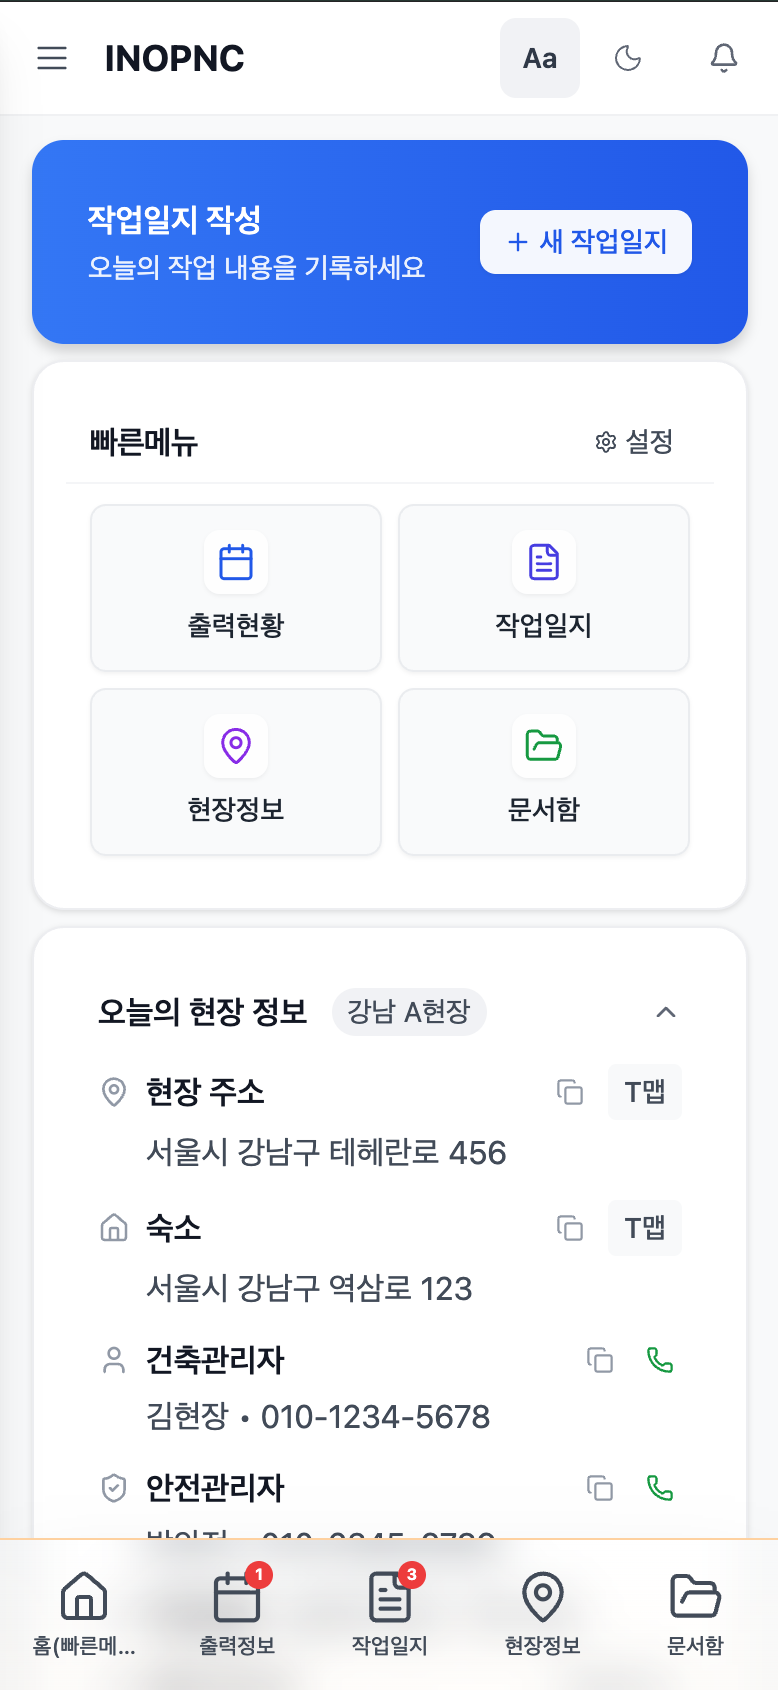 INOPNC
Aa
작업일지 작성
오늘의 작업 내용을 기록하세요
+ 새 작업일지
빠른메뉴
설정
출력현황
작업일지
현장정보
문서함
오늘의 현장 정보
강남 A현장
현장 주소
T맵
서울시 강남구 테헤란로 456
숙소
T맵
서울시 강남구 역삼로 123
건축관리자
김현장 • 010-1234-5678
안전관리자
1
3
홈(빠른메...
출력정보
작업일지
현장정보
문서함